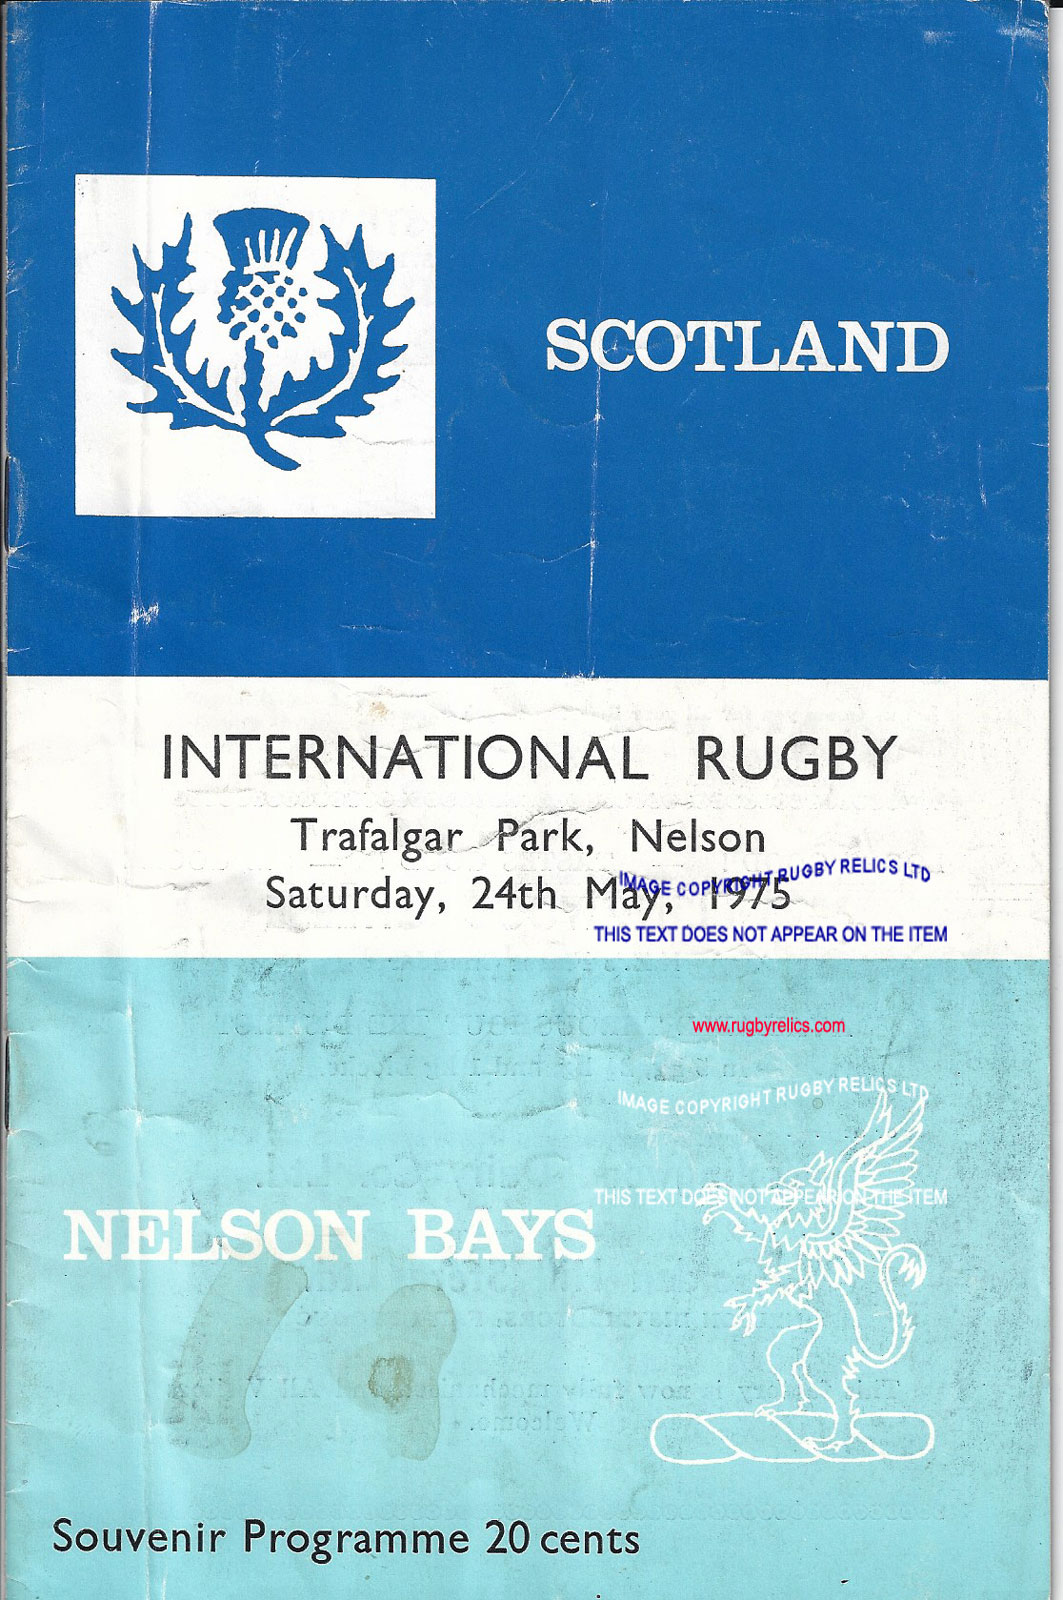 SCOTLAND
INTERNATIONAL RUGBY
Trafalgar Park, Nelson
Saturday, 24th May, 1975
IMAGE COPYRIGHT RUGBY RELICS LTD
THIS TEXT DOES NOT APPEAR ON THE ITEM
www.rugbyrelics.com
IMAGE COPYRIGHT RUGBY RELICS LTD
THIS TEXT DOES NOT APPEAR ON THE ITEM
NELSON BAYS
Souvenir Programme 20 cents